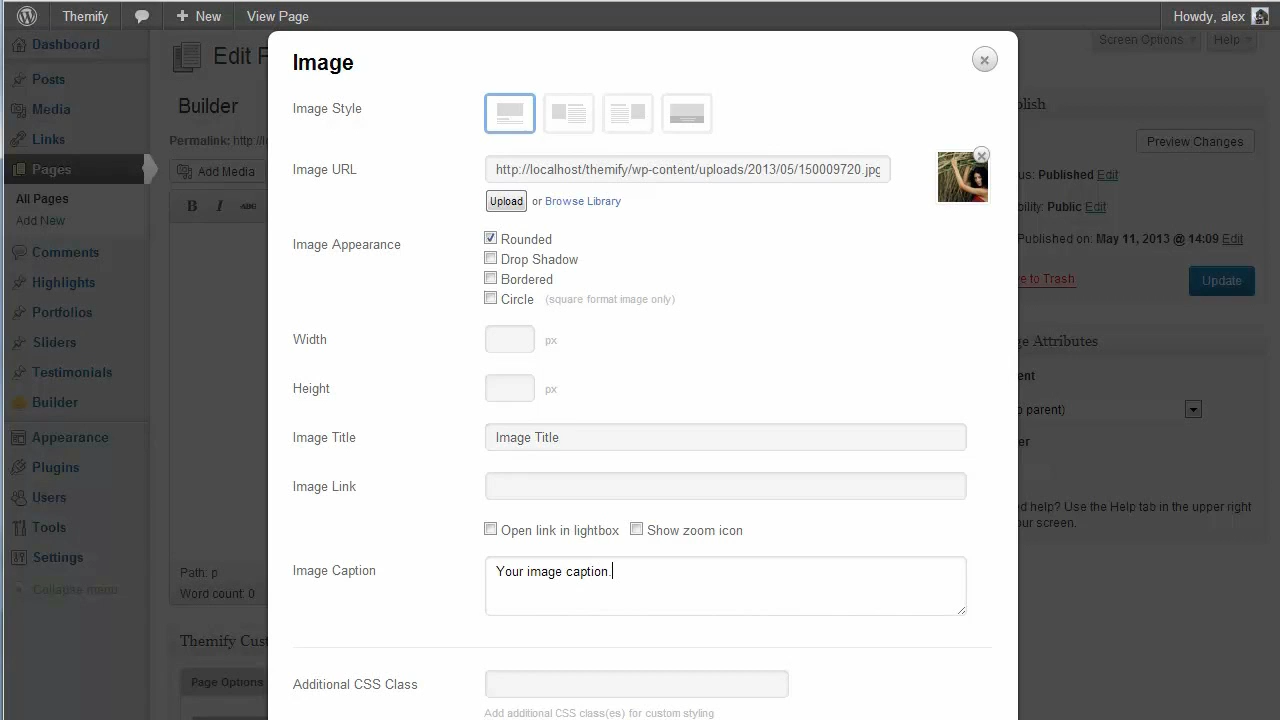 Themify
New
View Page
Howdy, alex
Dashboard
Posts
Media
Links
Pages
All Pages
Add New
Comments
Highlights
Portfolios
Sliders
Testimonials
Builder
Appearance
Plugins
Users
Tools
Settings
Collapse menu
Edit
Builder
Permalink: http://l
Add Media
B I ABC
Path: p
Word count: 0
Themify Cus
Page Options
Image
Image Style
Image URL
http://localhost/themify/wp-content/uploads/2013/05/150009720.jpg
Upload or Browse Library
Image Appearance
Rounded
Drop Shadow
Bordered
Circle (square format image only)
Width px
Height px
Image Title Image Title
Image Link
Open link in lightbox Show zoom icon
Image Caption Your image caption.
Additional CSS Class
Add additional CSS class(es) for custom styling
Screen Options Help
blish
Preview Changes
us: Published Edit
bility: Public Edit
ublished on: May 11, 2013 @ 14:09 Edit
e to Trash
Update
ge Attributes
ent
o parent)
er
ed help? Use the Help tab in the upper right
our screen.